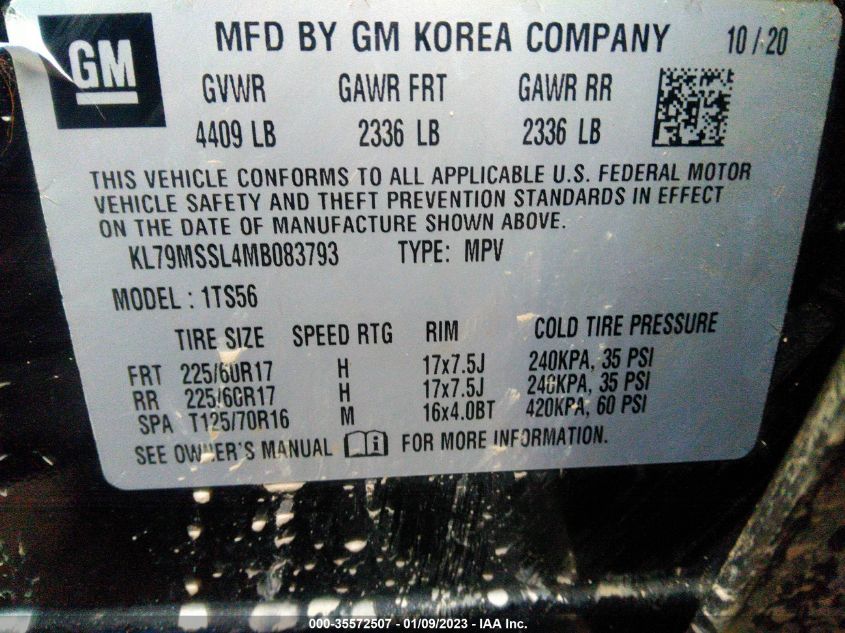 GM
MFD BY GM KOREA COMPANY 10/20
GVWR GAWR FRT GAWR RR
4409 LB 2336 LB 2336 LB
THIS VEHICLE CONFORMS TO ALL APPLICABLE U.S. FEDERAL MOTOR
VEHICLE SAFETY AND THEFT PREVENTION STANDARDS IN EFFECT
ON THE DATE OF MANUFACTURE SHOWN ABOVE.
KL79MSSL4MB083793 TYPE: MPV
MODEL : 1TS56
TIRE SIZE SPEED RTG RIM COLD TIRE PRESSURE
FRT 225/60R17 H 17x7.5J 240KPA, 35 PSI
RR 225/60R17 H 17x7.5J 240KPA, 35 PSI
SPA T125/70R16 M 16x4.0BT 420KPA, 60 PSI
SEE OWNER'S MANUAL FOR MORE INFORMATION.
000-35572507 - 01/09/2023 - IAA Inc.